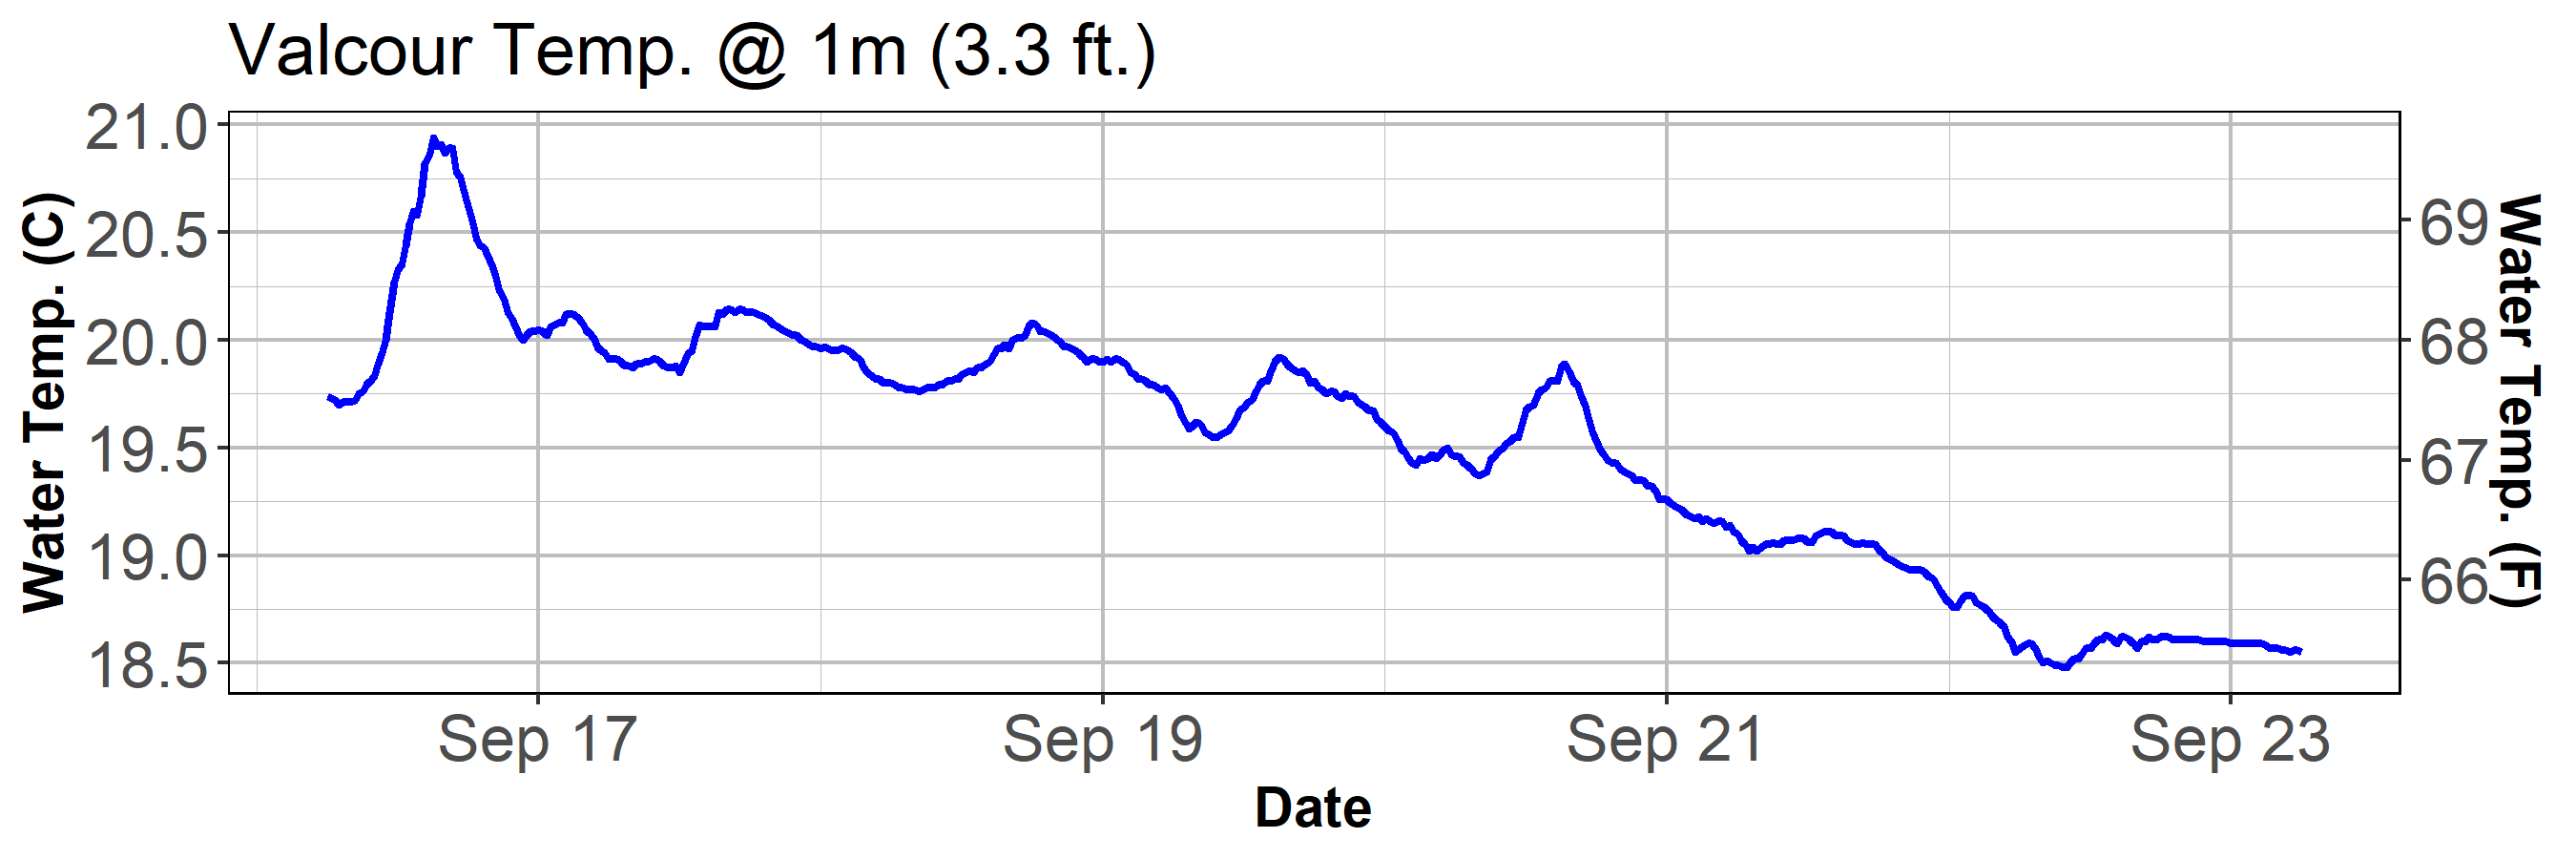 Valcour Temp. @ 1m (3.3 ft.)
Water Temp. (C)
21.0
20.5
20.0
19.5
19.0
18.5
69
68
67
66
Water Temp. (F)
Sep 17 Sep 19 Sep 21 Sep 23
Date